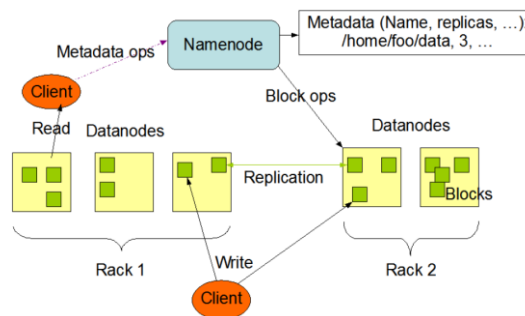 Metadata (Name, replicas, …):
/home/foo/data, 3, …
Namenode
Metadata ops
Client
Block ops
Read
Datanodes
Datanodes
Replication
Blocks
Rack 1
Write
Rack 2
Client